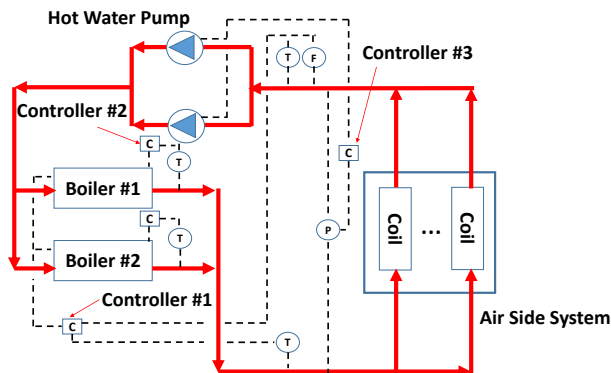 Hot Water Pump
T
F
Controller #3
Controller #2
C
T
C
Boiler #1
C
T
Coil
...
Coil
P
Boiler #2
Controller #1
C
T
Air Side System